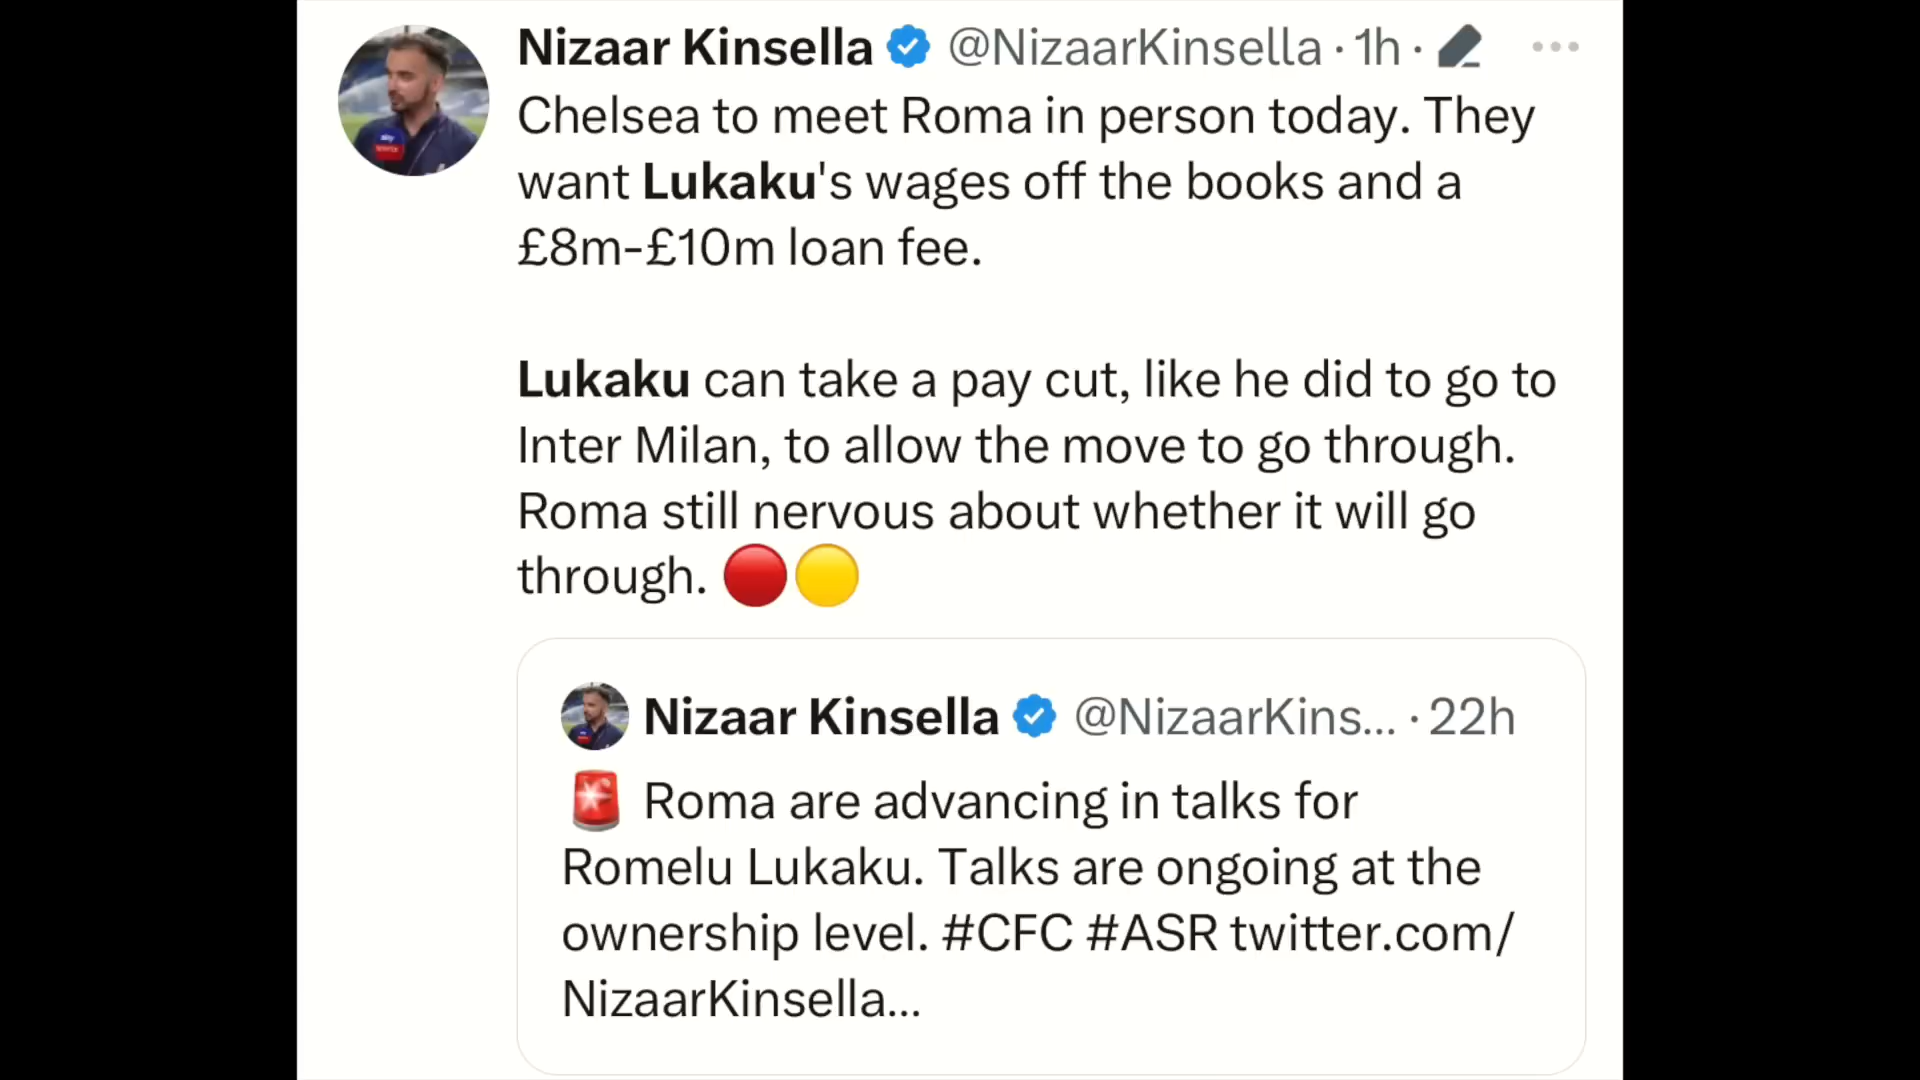 Nizaar Kinsella @NizaarKinsella · 1h ·
Chelsea to meet Roma in person today. They
want Lukaku's wages off the books and a
£8m-£10m loan fee.
Lukaku can take a pay cut, like he did to go to
Inter Milan, to allow the move to go through.
Roma still nervous about whether it will go
through. 🔴🟡
Nizaar Kinsella @NizaarKins... · 22h
🚨 Roma are advancing in talks for
Romelu Lukaku. Talks are ongoing at the
ownership level. #CFC #ASR twitter.com/
NizaarKinsella...